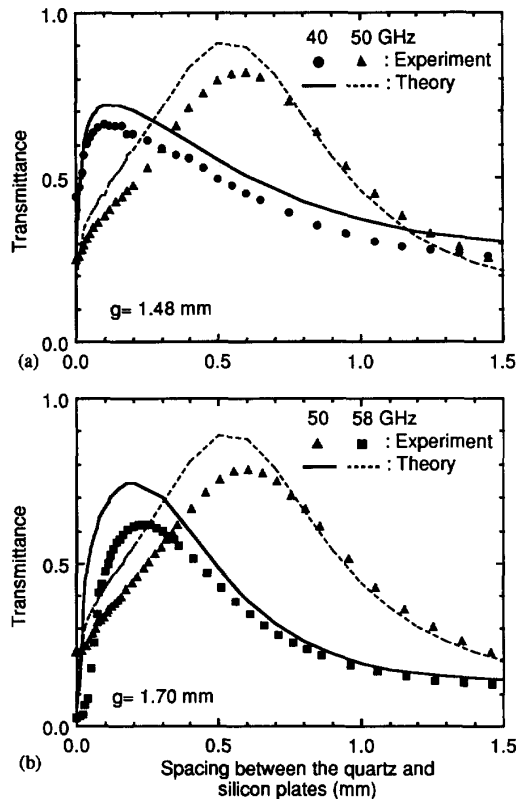 1.0
40 50 GHz
● ▲ : Experiment
: Theory
Transmittance
0.5
g= 1.48 mm
0.0
(a)
0.0 0.5 1.0 1.5
1.0
50 58 GHz
▲ ■ : Experiment
: Theory
Transmittance
0.5
g= 1.70 mm
0.0
(b)
0.0 0.5 1.0 1.5
Spacing between the quartz and
silicon plates (mm)